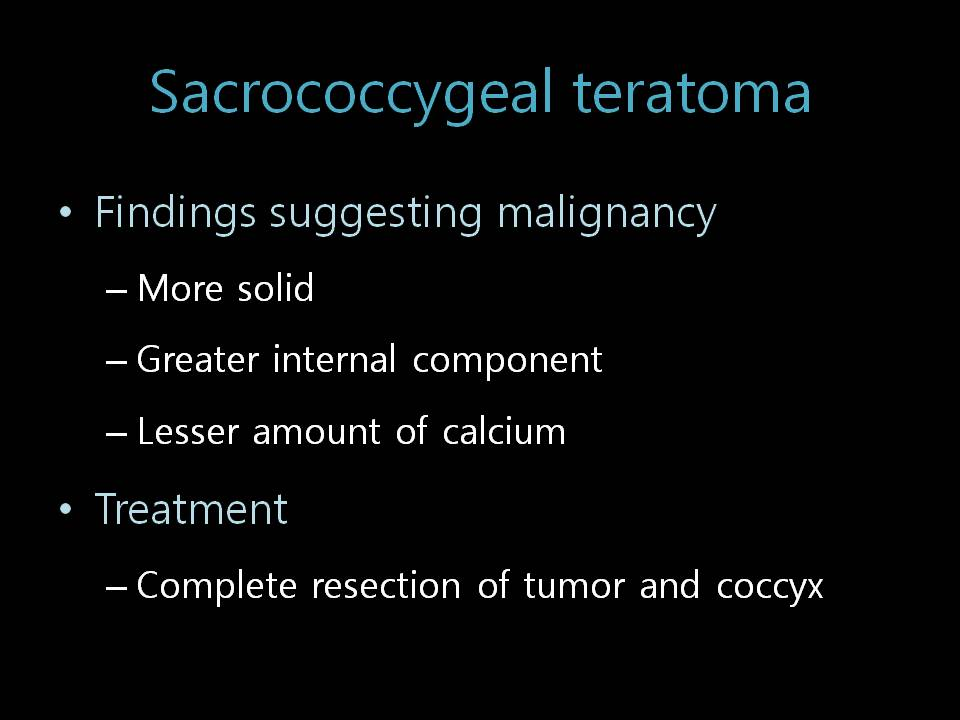 Sacrococcygeal teratoma
• Findings suggesting malignancy
– More solid
– Greater internal component
– Lesser amount of calcium
• Treatment
– Complete resection of tumor and coccyx